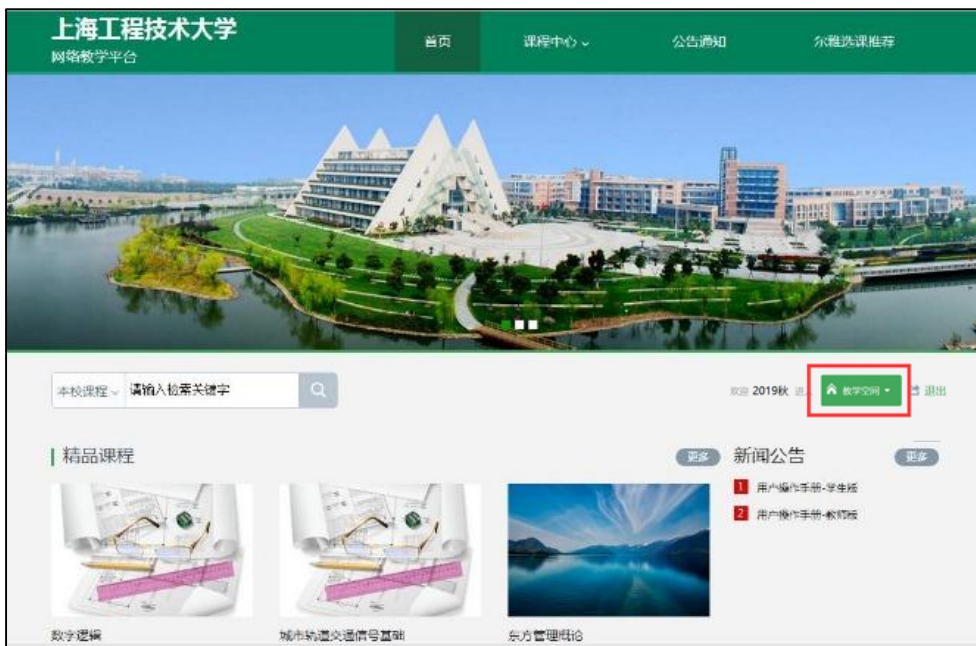 上海工程技术大学
网络教学平台
首页 课程中心 公告通知 尔雅选课推荐
本校课程 请输入检索关键字
欢迎 2019秋 进入 教学空间 退出
精品课程 更多 新闻公告 更多
1 用户操作手册-学生版
2 用户操作手册-教师版
数字逻辑 城市轨道交通信号基础 东方管理概论